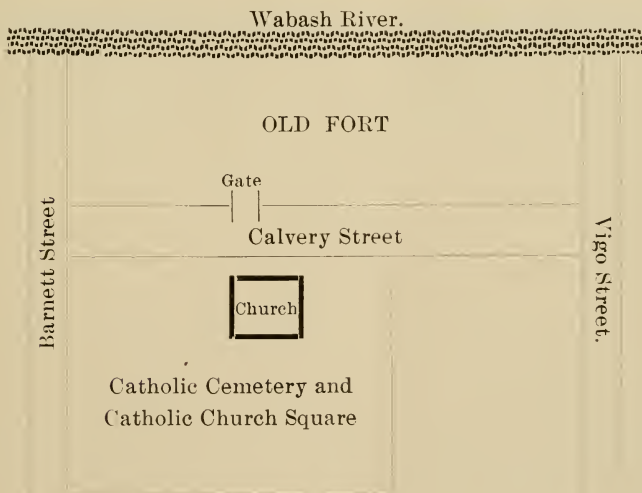 Wabash River.
OLD FORT
Gate
Calvery Street
Barnett Street
Vigo Street.
Church
Catholic Cemetery and
Catholic Church Square